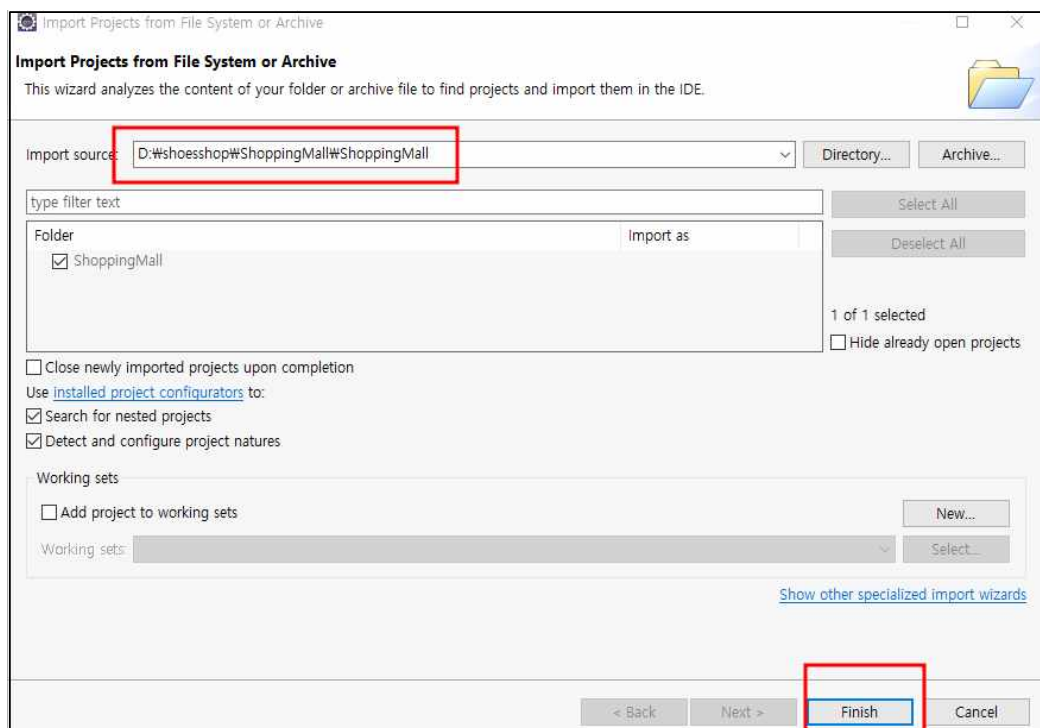 Import Projects from File System or Archive
Import Projects from File System or Archive
This wizard analyzes the content of your folder or archive file to find projects and import them in the IDE.
Import source: D:₩shoesshop₩ShoppingMall₩ShoppingMall Directory... Archive...
type filter text Select All
Folder Import as Deselect All
ShoppingMall
1 of 1 selected
Hide already open projects
Close newly imported projects upon completion
Use installed project configurators to:
Search for nested projects
Detect and configure project natures
Working sets
Add project to working sets New...
Working sets: Select...
Show other specialized import wizards
< Back Next > Finish Cancel